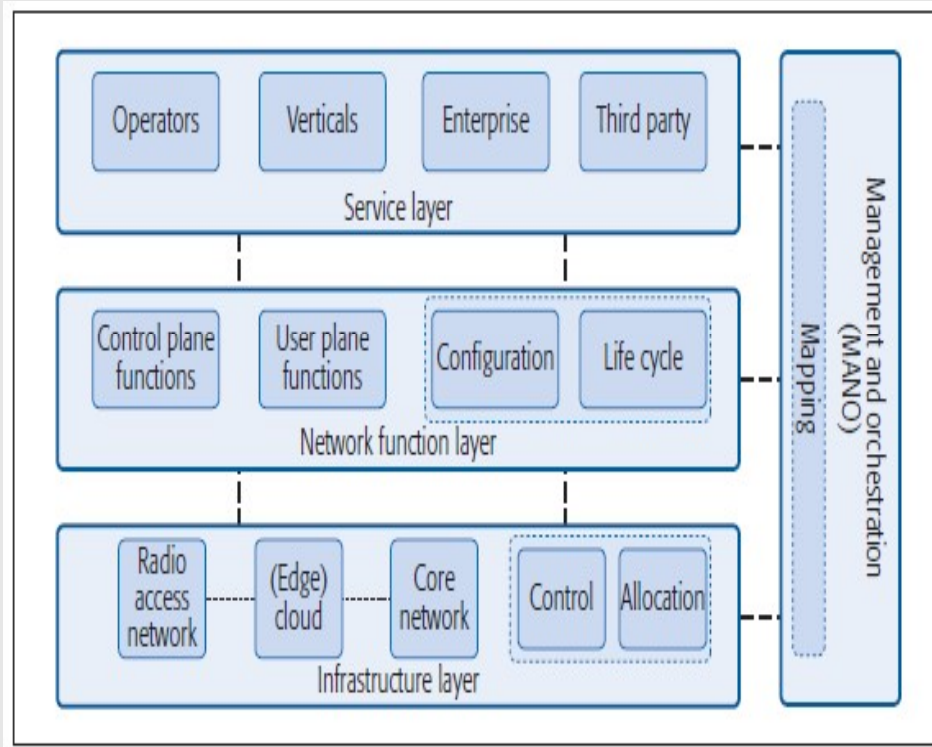 Operators
Verticals
Enterprise
Third party
Service layer
Control plane
functions
User plane
functions
Configuration
Life cycle
Network function layer
Radio
access
network
(Edge)
cloud
Core
network
Control
Allocation
Infrastructure layer
Mapping
Management and orchestration
(MANO)